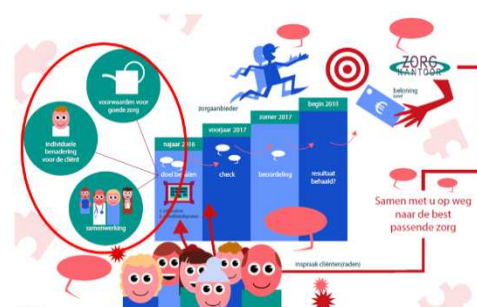 voorwaarden voor
goede zorg
individuele
benadering
voor de cliënt
samenwerking
zorgaanbieder
najaar 2016
doel bepalen
voorjaar 2017
check
zomer 2017
beoordeling
begin 2018
resultaat
behaald?
ZORG
KANTOOR
beloning
€
inspraak cliënten(raden)
Samen met u op weg
naar de best
passende zorg